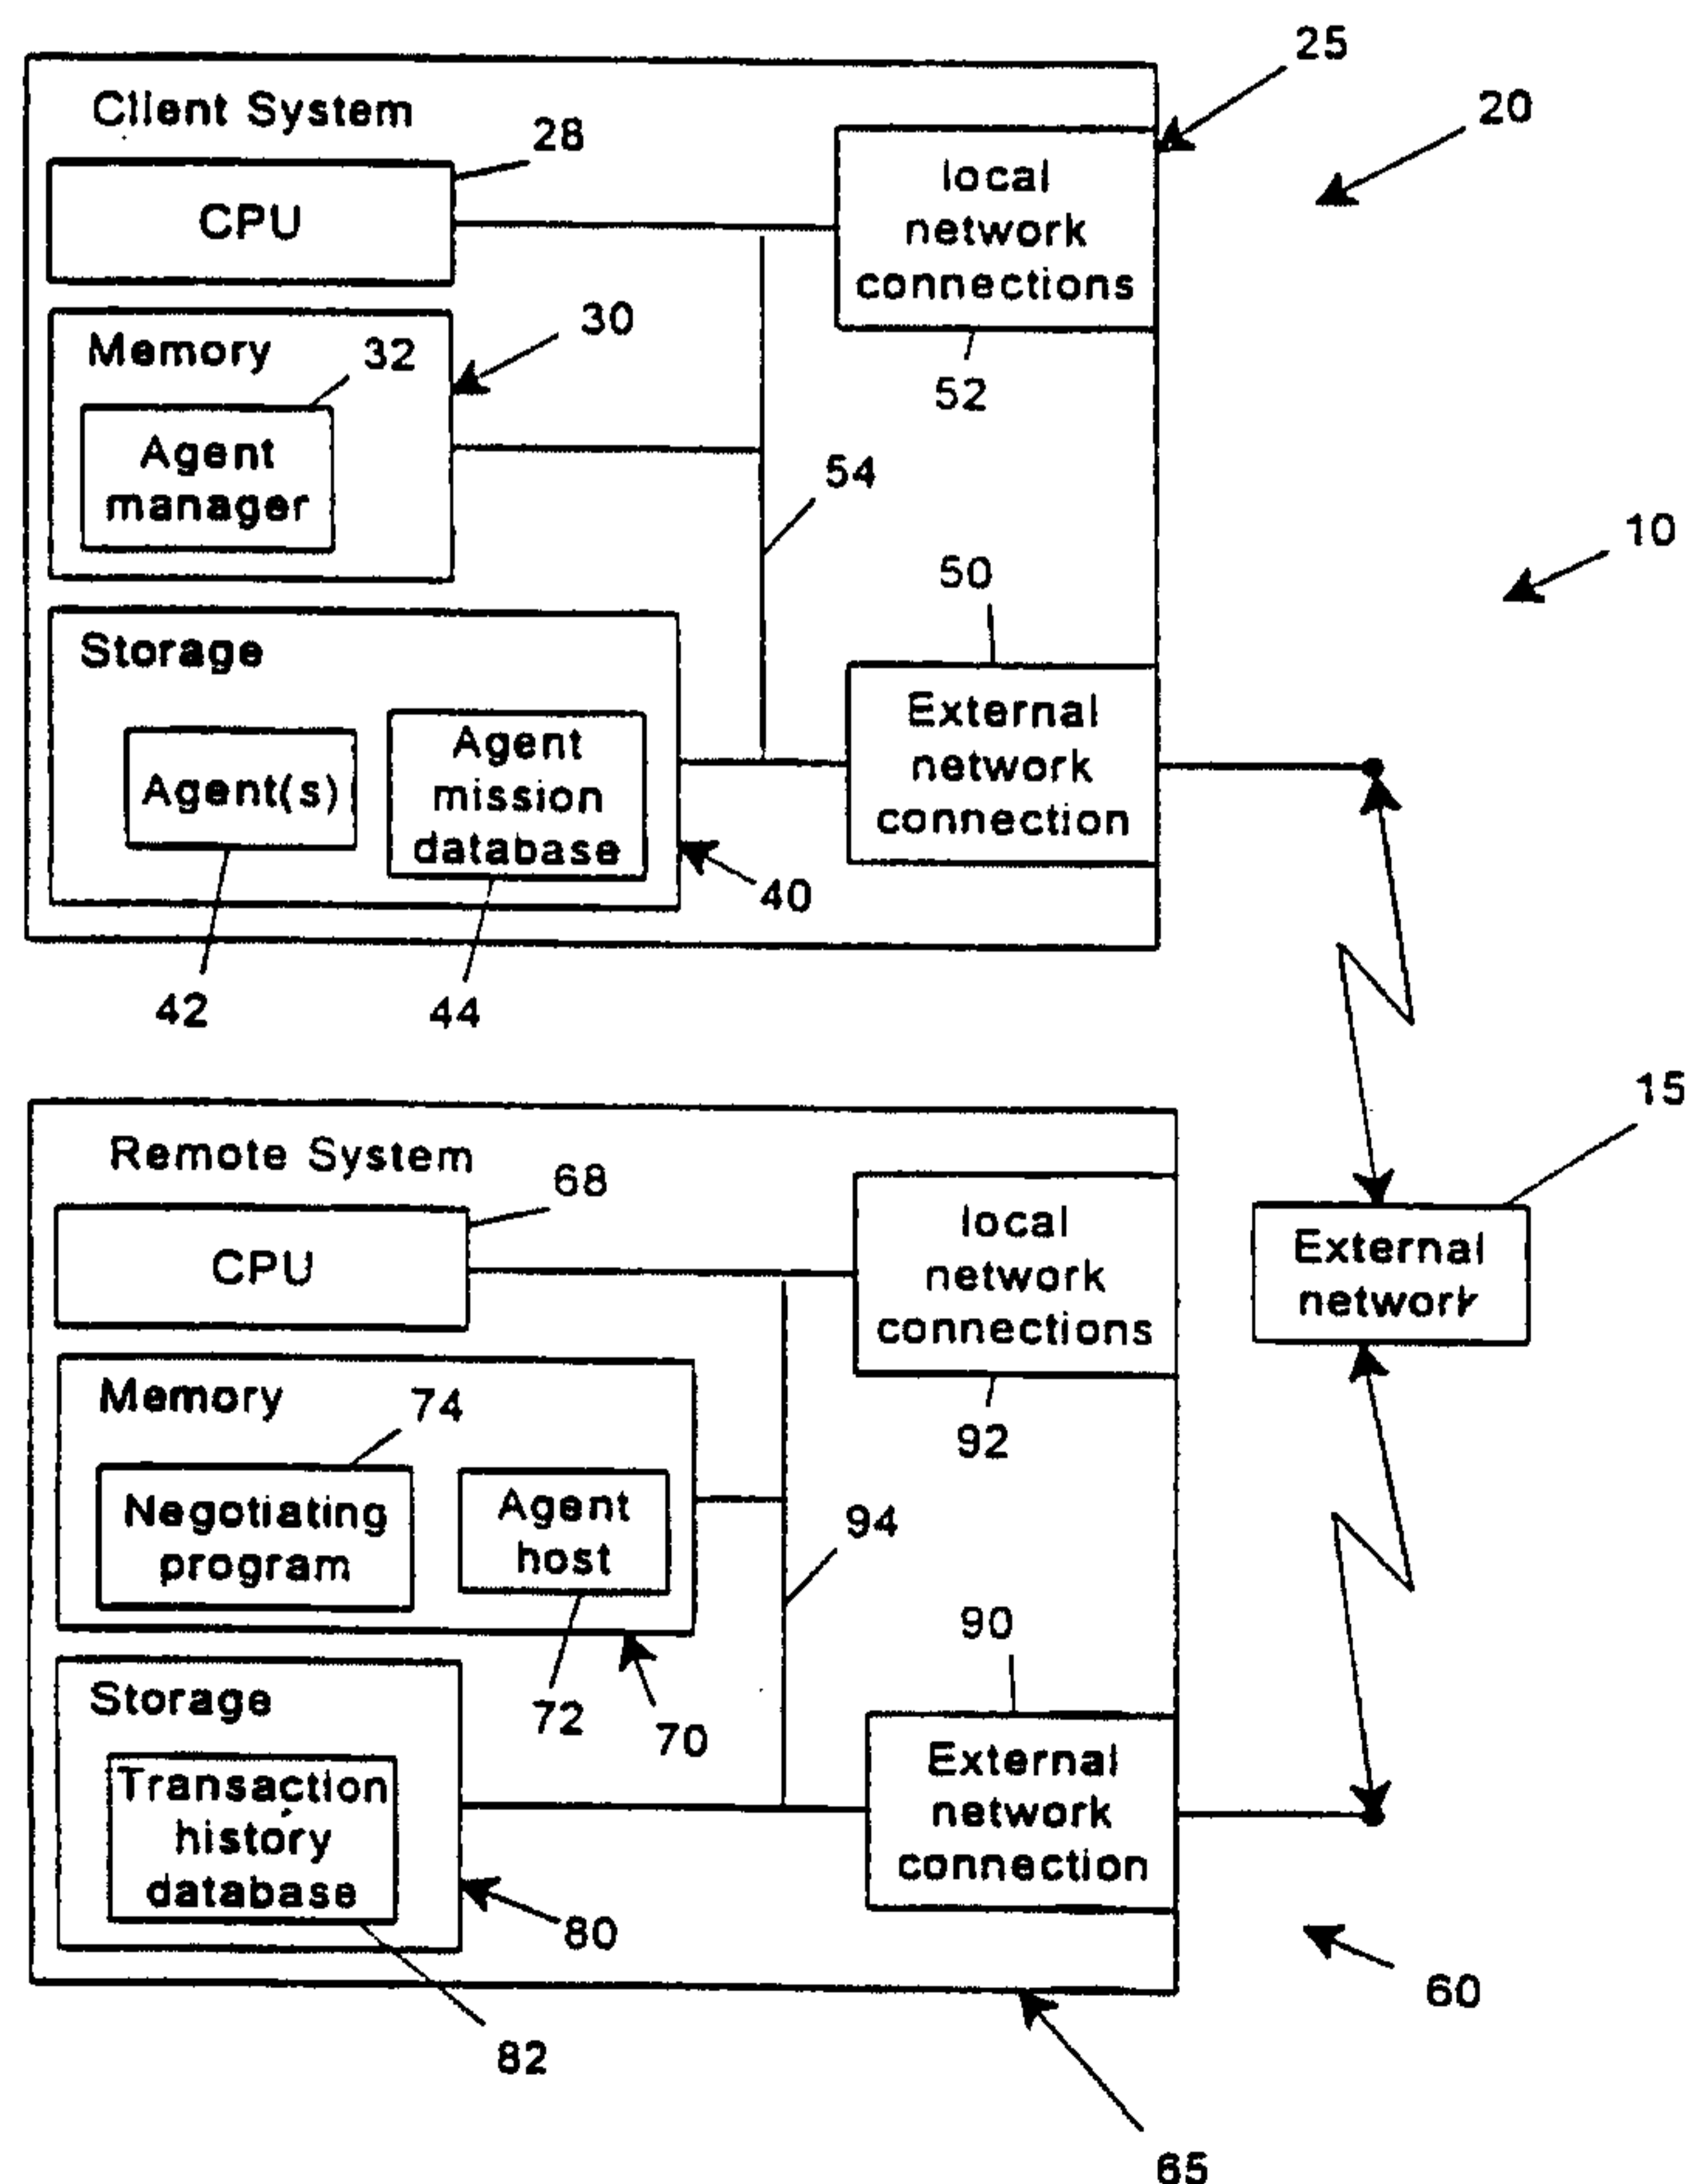 25
20
Client System
28
CPU
local
network
connections
52
30
Memory
32
Agent
manager
54
10
50
Storage
Agent(s)
Agent
mission
database
External
network
connection
40
42
44
15
Remote System
68
CPU
local
network
connections
92
External
network
Memory
74
Negotiating
program
Agent
host
94
90
72
70
Storage
Transaction
history
database
External
network
connection
80
60
82
65